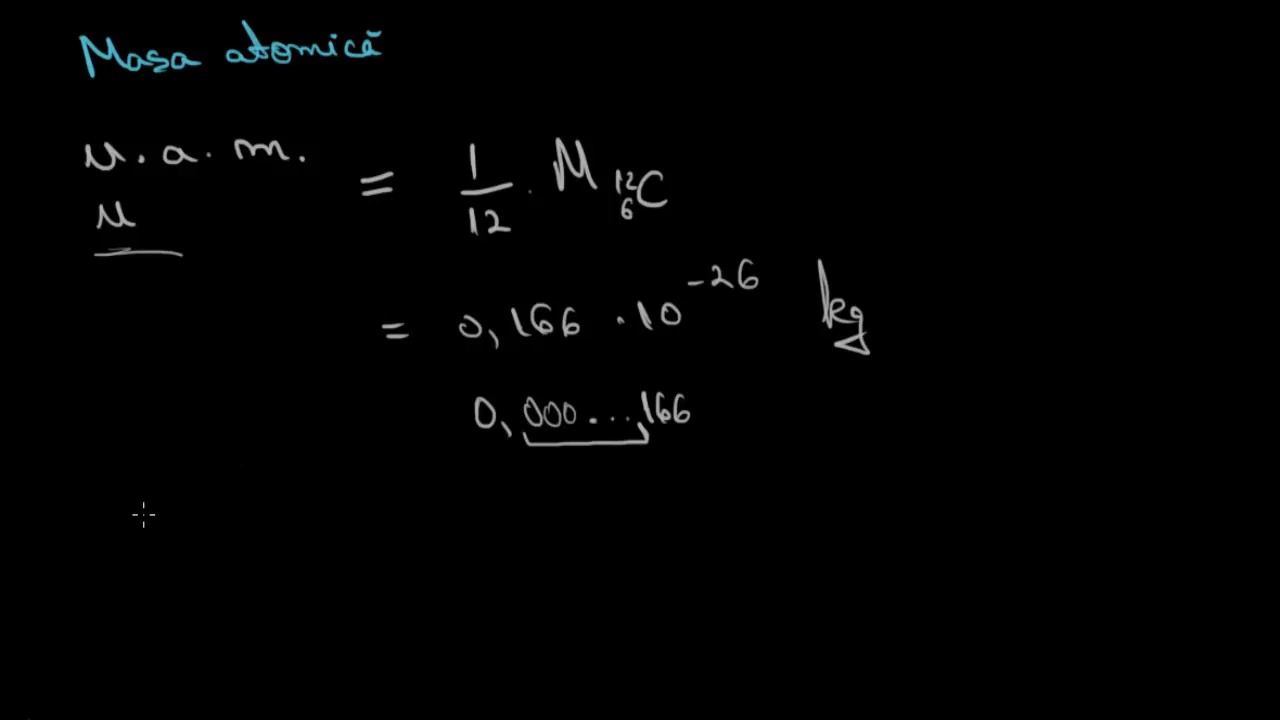 Masa atomică
u.a.m.
u
= 1/12 · M ¹²₆C
= 0,166 · 10⁻²⁶ kg
0,000...166